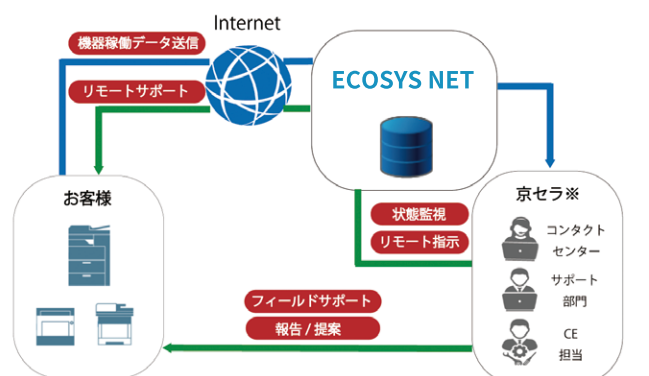 Internet
機器稼働データ送信
リモートサポート
ECOSYS NET
お客様
京セラ※
状態監視
リモート指示
コンタクト
センター
サポート
部門
CE
担当
フィールドサポート
報告 / 提案